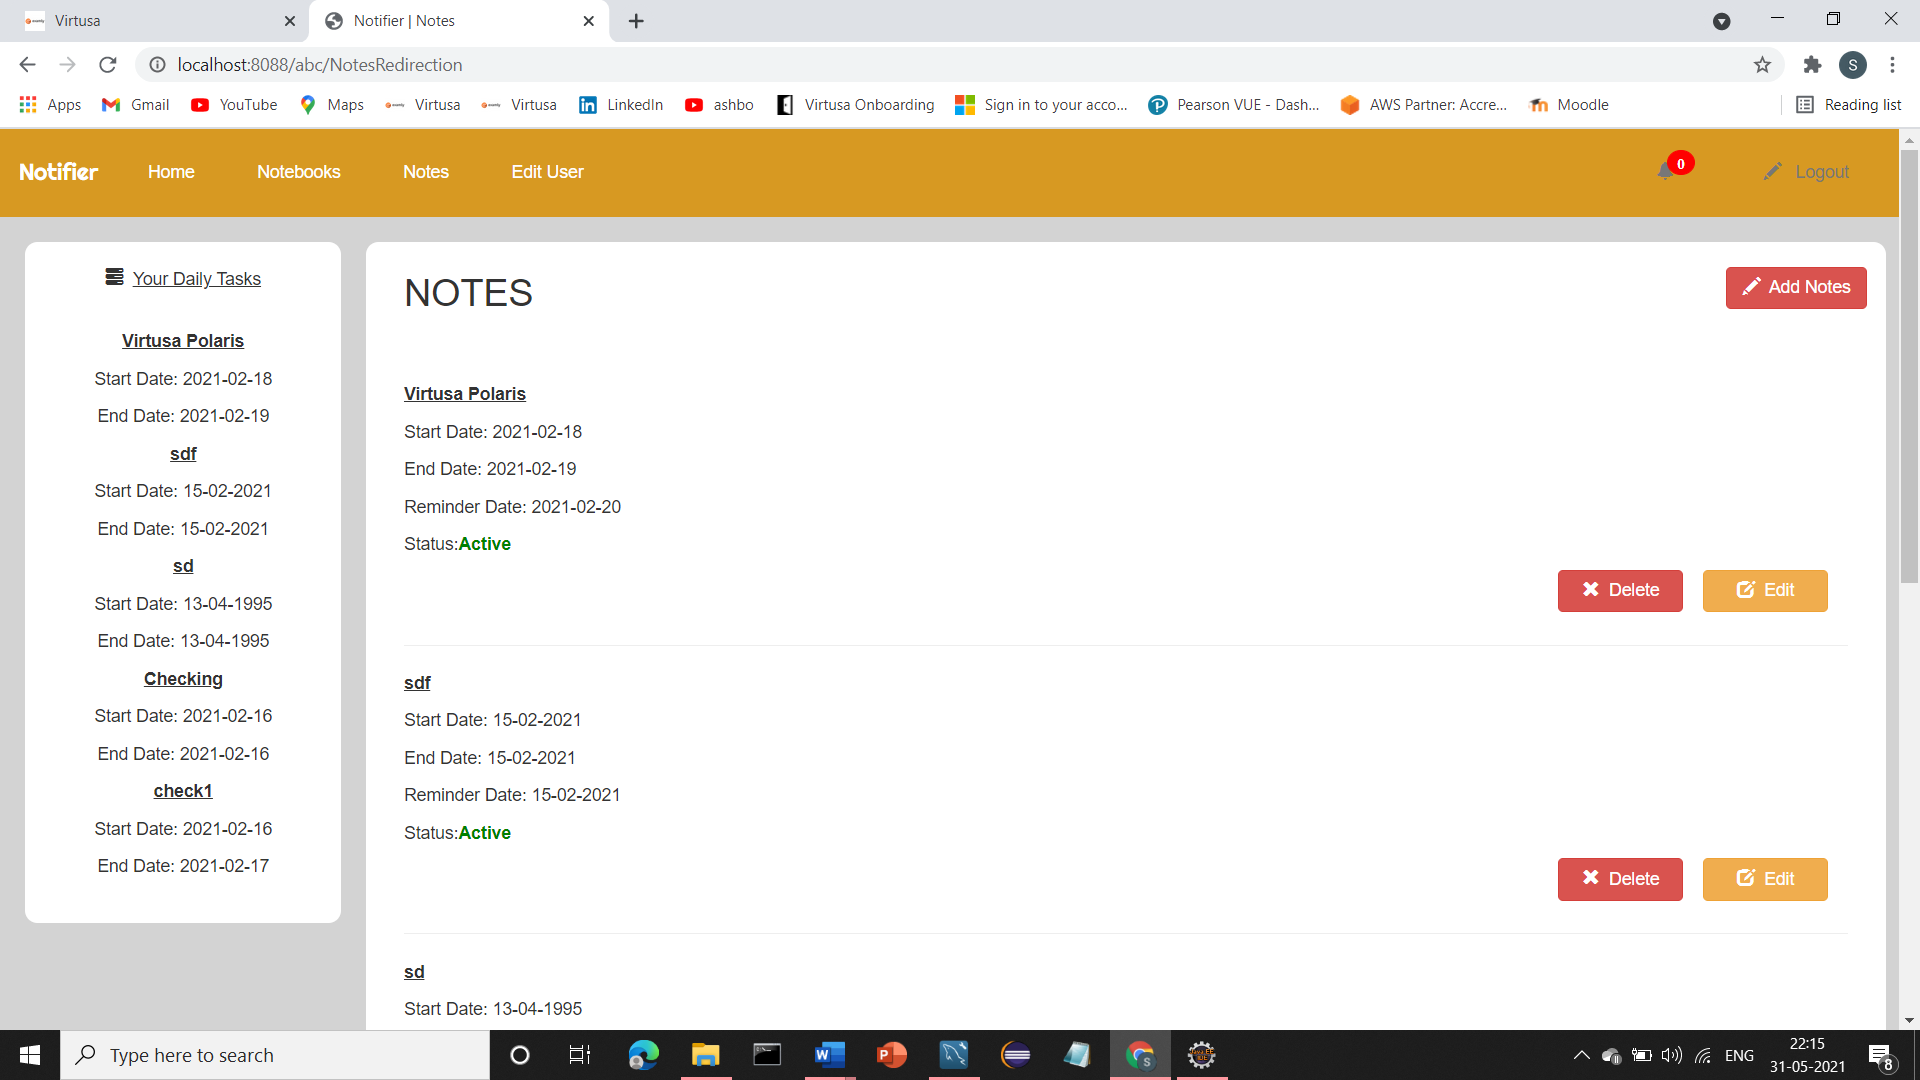 Virtusa
Notifier | Notes
localhost:8088/abc/NotesRedirection
S
Apps
Gmail
YouTube
Maps
Virtusa
Virtusa
LinkedIn
ashbo
Virtusa Onboarding
Sign in to your acco...
Pearson VUE - Dash...
AWS Partner: Accre...
Moodle
Reading list
Notifier
Home
Notebooks
Notes
Edit User
0
Logout
Your Daily Tasks
Virtusa Polaris
Start Date: 2021-02-18
End Date: 2021-02-19
sdf
Start Date: 15-02-2021
End Date: 15-02-2021
sd
Start Date: 13-04-1995
End Date: 13-04-1995
Checking
Start Date: 2021-02-16
End Date: 2021-02-16
check1
Start Date: 2021-02-16
End Date: 2021-02-17
NOTES
Add Notes
Virtusa Polaris
Start Date: 2021-02-18
End Date: 2021-02-19
Reminder Date: 2021-02-20
Status:Active
Delete
Edit
sdf
Start Date: 15-02-2021
End Date: 15-02-2021
Reminder Date: 15-02-2021
Status:Active
Delete
Edit
sd
Start Date: 13-04-1995
Type here to search
ENG
22:15
31-05-2021
8